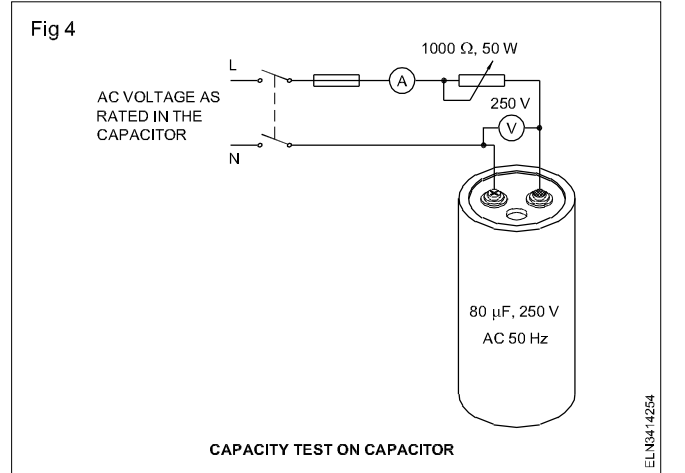 Fig 4
L
1000 Ω, 50 W
A
AC VOLTAGE AS
RATED IN THE
CAPACITOR
250 V
V
N
80 µF, 250 V
AC 50 Hz
CAPACITY TEST ON CAPACITOR
ELN3414254